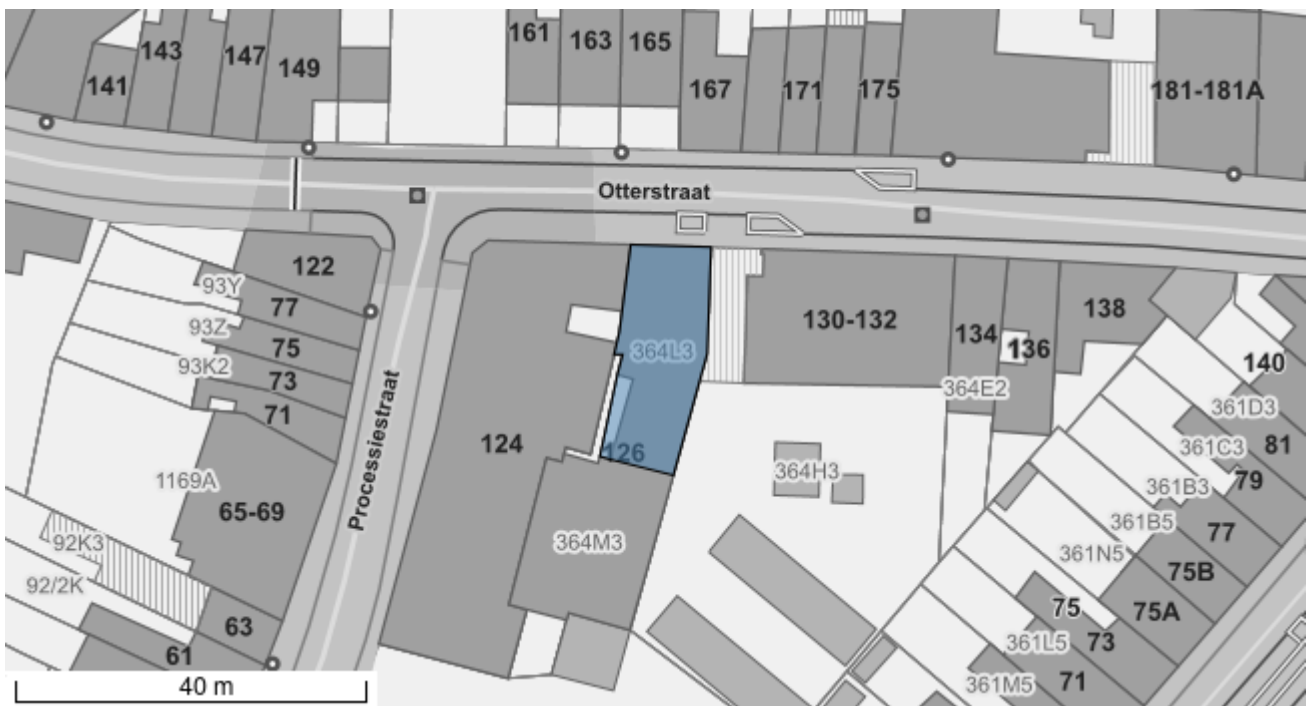 161
163
165
143
147
149
141
167
171
175
181-181A
Otterstraat
122
93Y
77
93Z
75
93K2
73
71
364L3
130-132
134
136
138
140
364E2
361D3
81
361C3
79
361B3
361B5
77
361N5
75B
75A
124
126
364H3
Processiestraat
1169A
65-69
364M3
92K3
92/2K
63
61
75
73
361L5
71
361M5
40 m